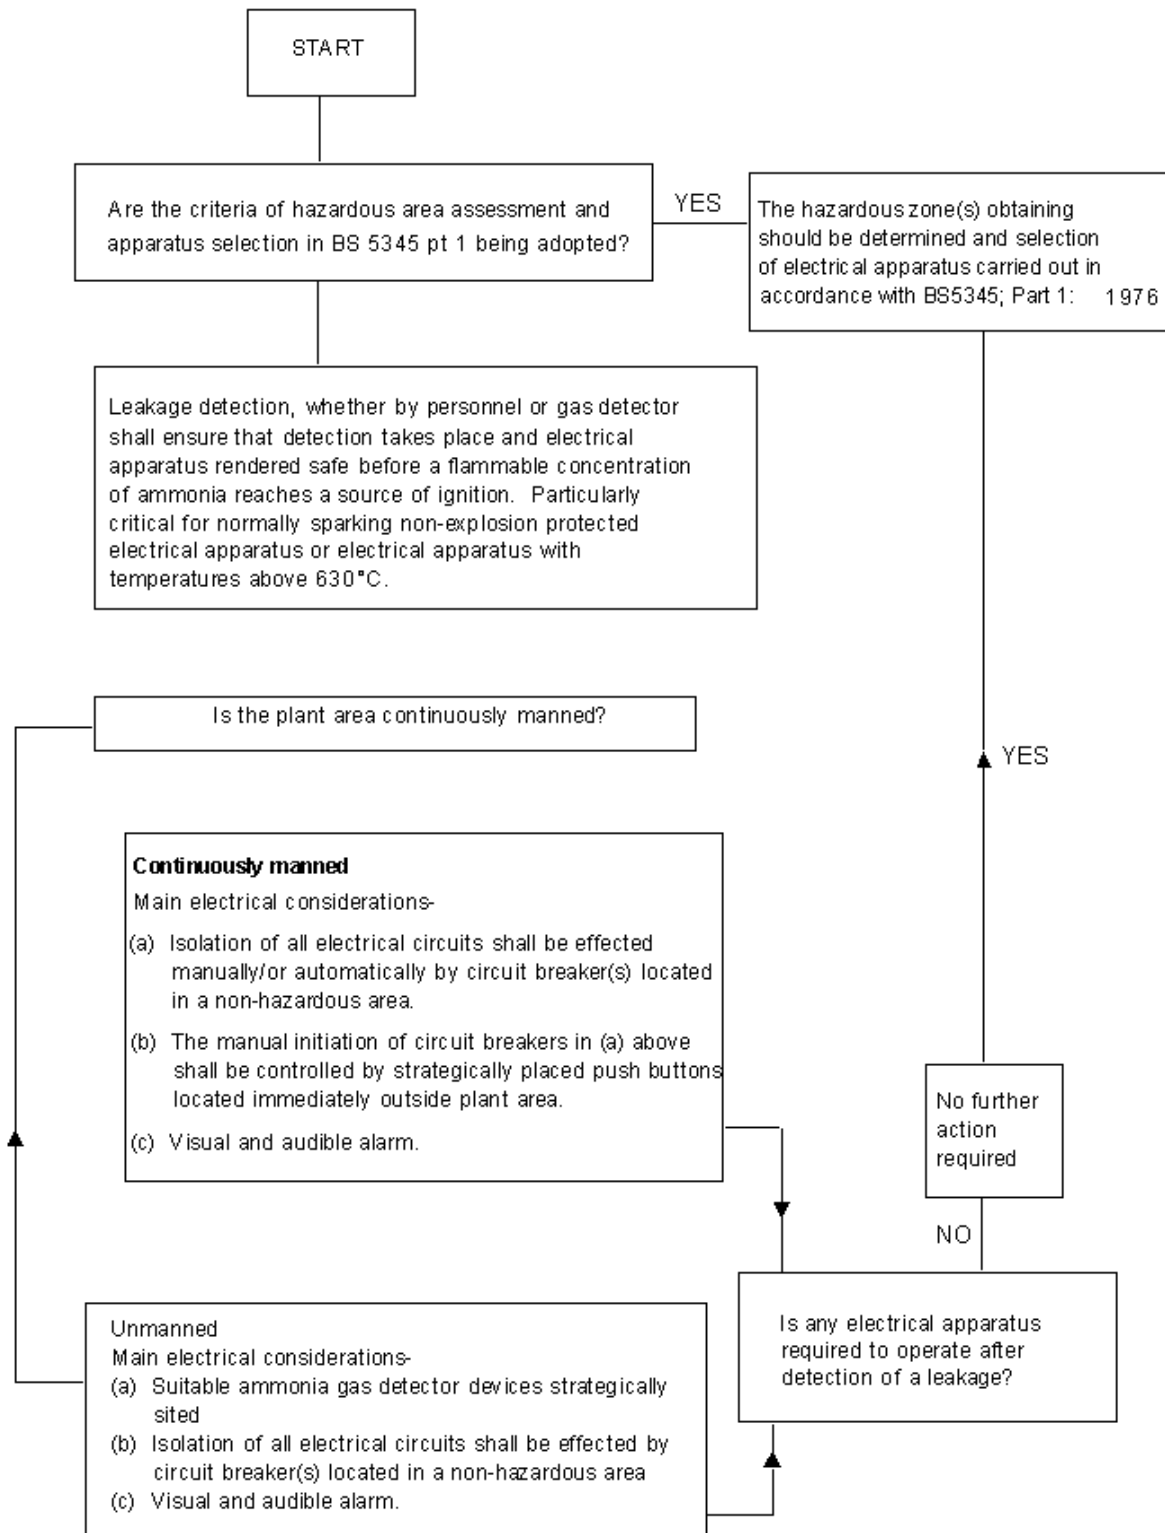 START
Are the criteria of hazardous area assessment and
apparatus selection in BS 5345 pt 1 being adopted?
YES
The hazardous zone(s) obtaining
should be determined and selection
of electrical apparatus carried out in
accordance with BS5345; Part 1: 1976
Leakage detection, whether by personnel or gas detector
shall ensure that detection takes place and electrical
apparatus rendered safe before a flammable concentration
of ammonia reaches a source of ignition. Particularly
critical for normally sparking non-explosion protected
electrical apparatus or electrical apparatus with
temperatures above 630°C.
Is the plant area continuously manned?
YES
Continuously manned
Main electrical considerations-
(a) Isolation of all electrical circuits shall be effected
manually/or automatically by circuit breaker(s) located
in a non-hazardous area.
(b) The manual initiation of circuit breakers in (a) above
shall be controlled by strategically placed push buttons
located immediately outside plant area.
(c) Visual and audible alarm.
No further
action
required
NO
Is any electrical apparatus
required to operate after
detection of a leakage?
Unmanned
Main electrical considerations-
(a) Suitable ammonia gas detector devices strategically
sited
(b) Isolation of all electrical circuits shall be effected by
circuit breaker(s) located in a non-hazardous area
(c) Visual and audible alarm.